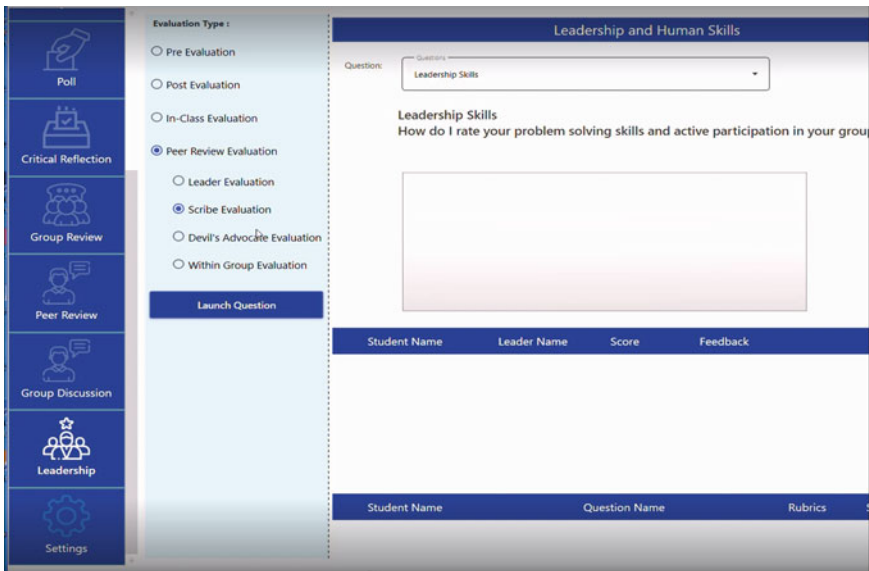 Poll
Critical Reflection
Group Review
Peer Review
Group Discussion
Leadership
Settings
Evaluation Type :
Pre Evaluation
Post Evaluation
In-Class Evaluation
Peer Review Evaluation
Leader Evaluation
Scribe Evaluation
Devil's Advocate Evaluation
Within Group Evaluation
Launch Question
Leadership and Human Skills
Question:
Questions
Leadership Skills
Leadership Skills
How do I rate your problem solving skills and active participation in your grou
Student Name Leader Name Score Feedback
Student Name Question Name Rubrics